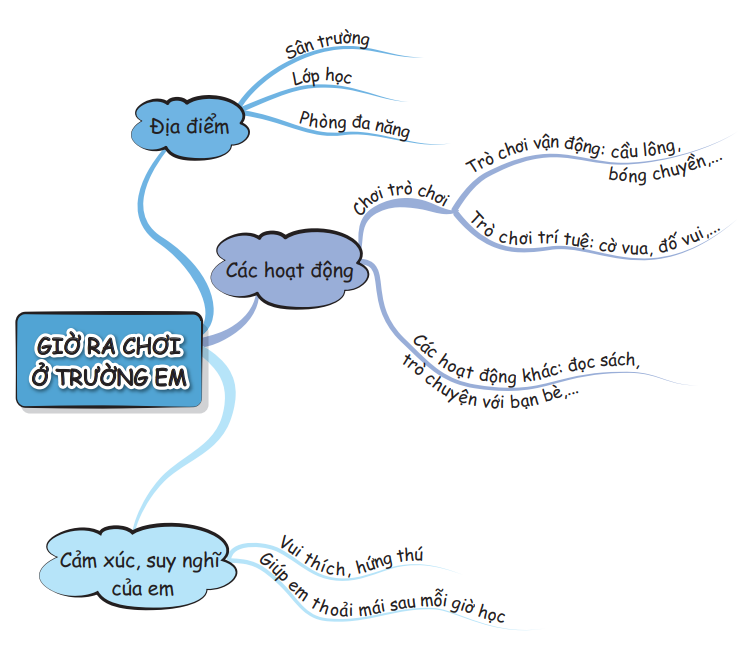 GIỜ RA CHƠI
Ở TRƯỜNG EM
Địa điểm
Sân trường
Lớp học
Phòng đa năng
Các hoạt động
Chơi trò chơi
Trò chơi vận động: cầu lông,
bóng chuyền,...
Trò chơi trí tuệ: cờ vua, đố vui,...
Các hoạt động khác: đọc sách,
trò chuyện với bạn bè,...
Cảm xúc, suy nghĩ
của em
Vui thích, hứng thú
Giúp em thoải mái sau mỗi giờ học